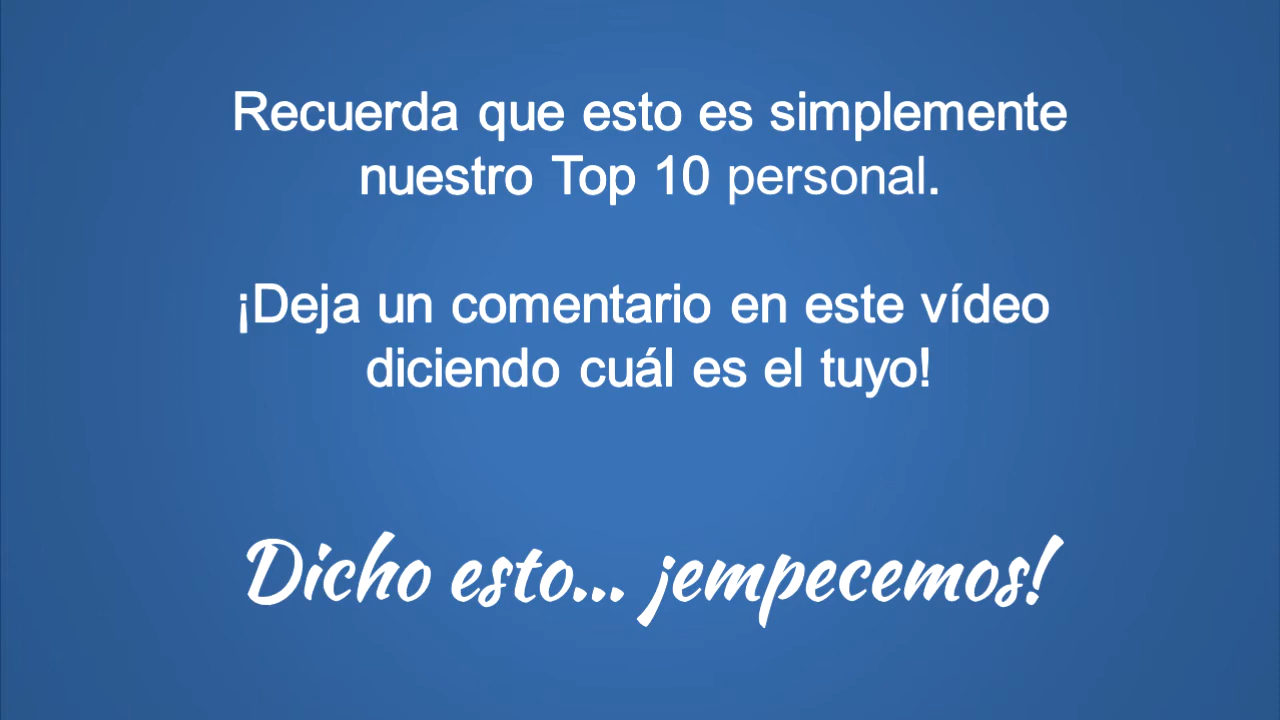 Recuerda que esto es simplemente
nuestro Top 10 personal.
¡Deja un comentario en este vídeo
diciendo cuál es el tuyo!
Dicho esto... ¡empecemos!